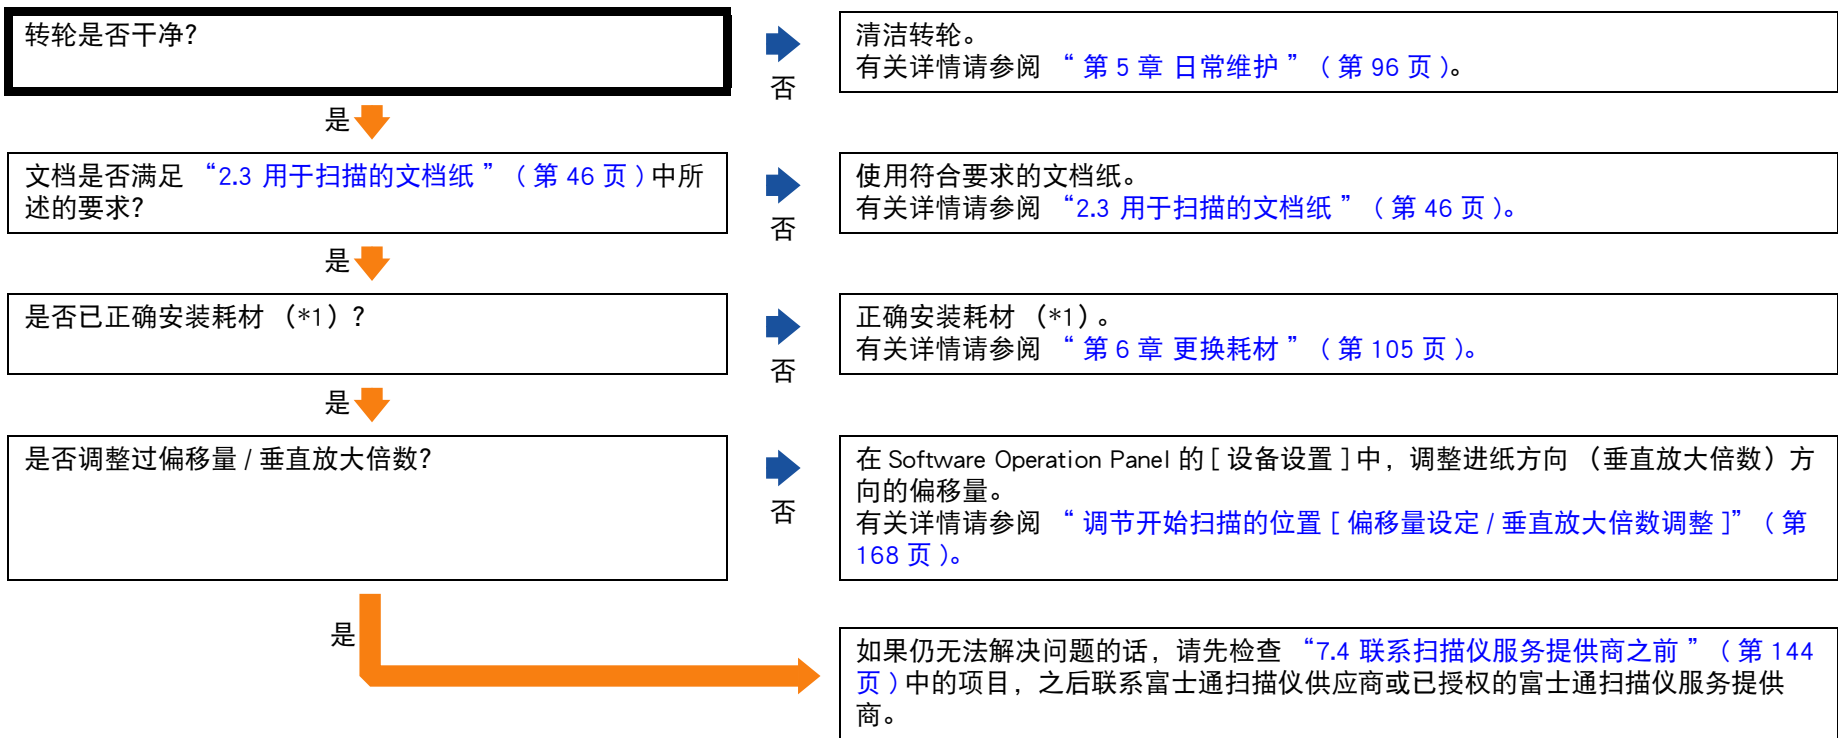 转轮是否干净？
否
清洁转轮。
有关详情请参阅 “ 第 5 章 日常维护 ”（ 第 96 页 ）。
是
文档是否满足 “2.3 用于扫描的文档纸 ”（ 第 46 页 ）中所
述的要求？
否
使用符合要求的文档纸。
有关详情请参阅 “2.3 用于扫描的文档纸 ”（ 第 46 页 ）。
是
是否已正确安装耗材 （*1）？
否
正确安装耗材 （*1）。
有关详情请参阅 “ 第 6 章 更换耗材 ”（ 第 105 页 ）。
是
是否调整过偏移量 / 垂直放大倍数？
否
在 Software Operation Panel 的 [ 设备设置 ] 中，调整进纸方向 （垂直放大倍数）方
向的偏移量。
有关详情请参阅 “ 调节开始扫描的位置 [ 偏移量设定 / 垂直放大倍数调整 ]”（ 第
168 页 ）。
是
如果仍无法解决问题的话，请先检查 “7.4 联系扫描仪服务提供商之前 ”（ 第 144
页 ）中的项目，之后联系富士通扫描仪供应商或已授权的富士通扫描仪服务提供
商。